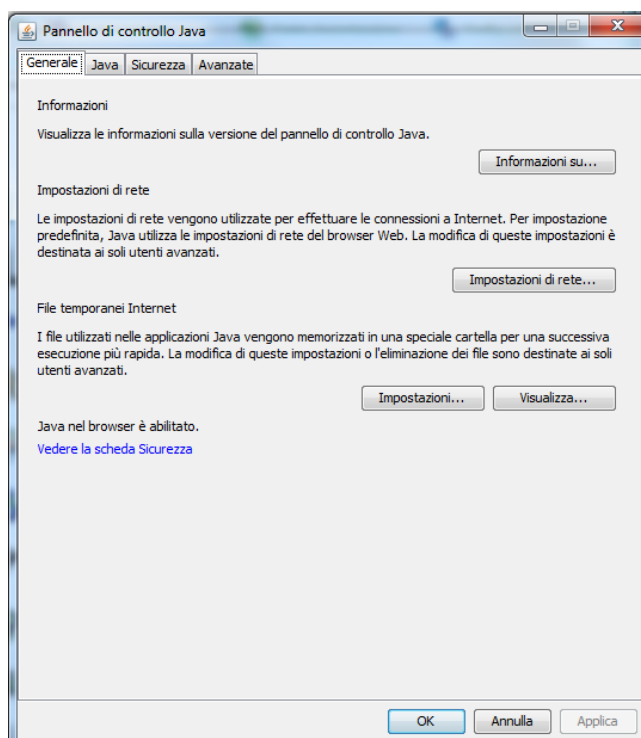 Pannello di controllo Java
Generale Java Sicurezza Avanzate
Informazioni
Visualizza le informazioni sulla versione del pannello di controllo Java.
Informazioni su...
Impostazioni di rete
Le impostazioni di rete vengono utilizzate per effettuare le connessioni a Internet. Per impostazione
predefinita, Java utilizza le impostazioni di rete del browser Web. La modifica di queste impostazioni è
destinata ai soli utenti avanzati.
Impostazioni di rete...
File temporanei Internet
I file utilizzati nelle applicazioni Java vengono memorizzati in una speciale cartella per una successiva
esecuzione più rapida. La modifica di queste impostazioni o l'eliminazione dei file sono destinate ai soli
utenti avanzati.
Impostazioni... Visualizza...
Java nel browser è abilitato.
Vedere la scheda Sicurezza
OK Annulla Applica